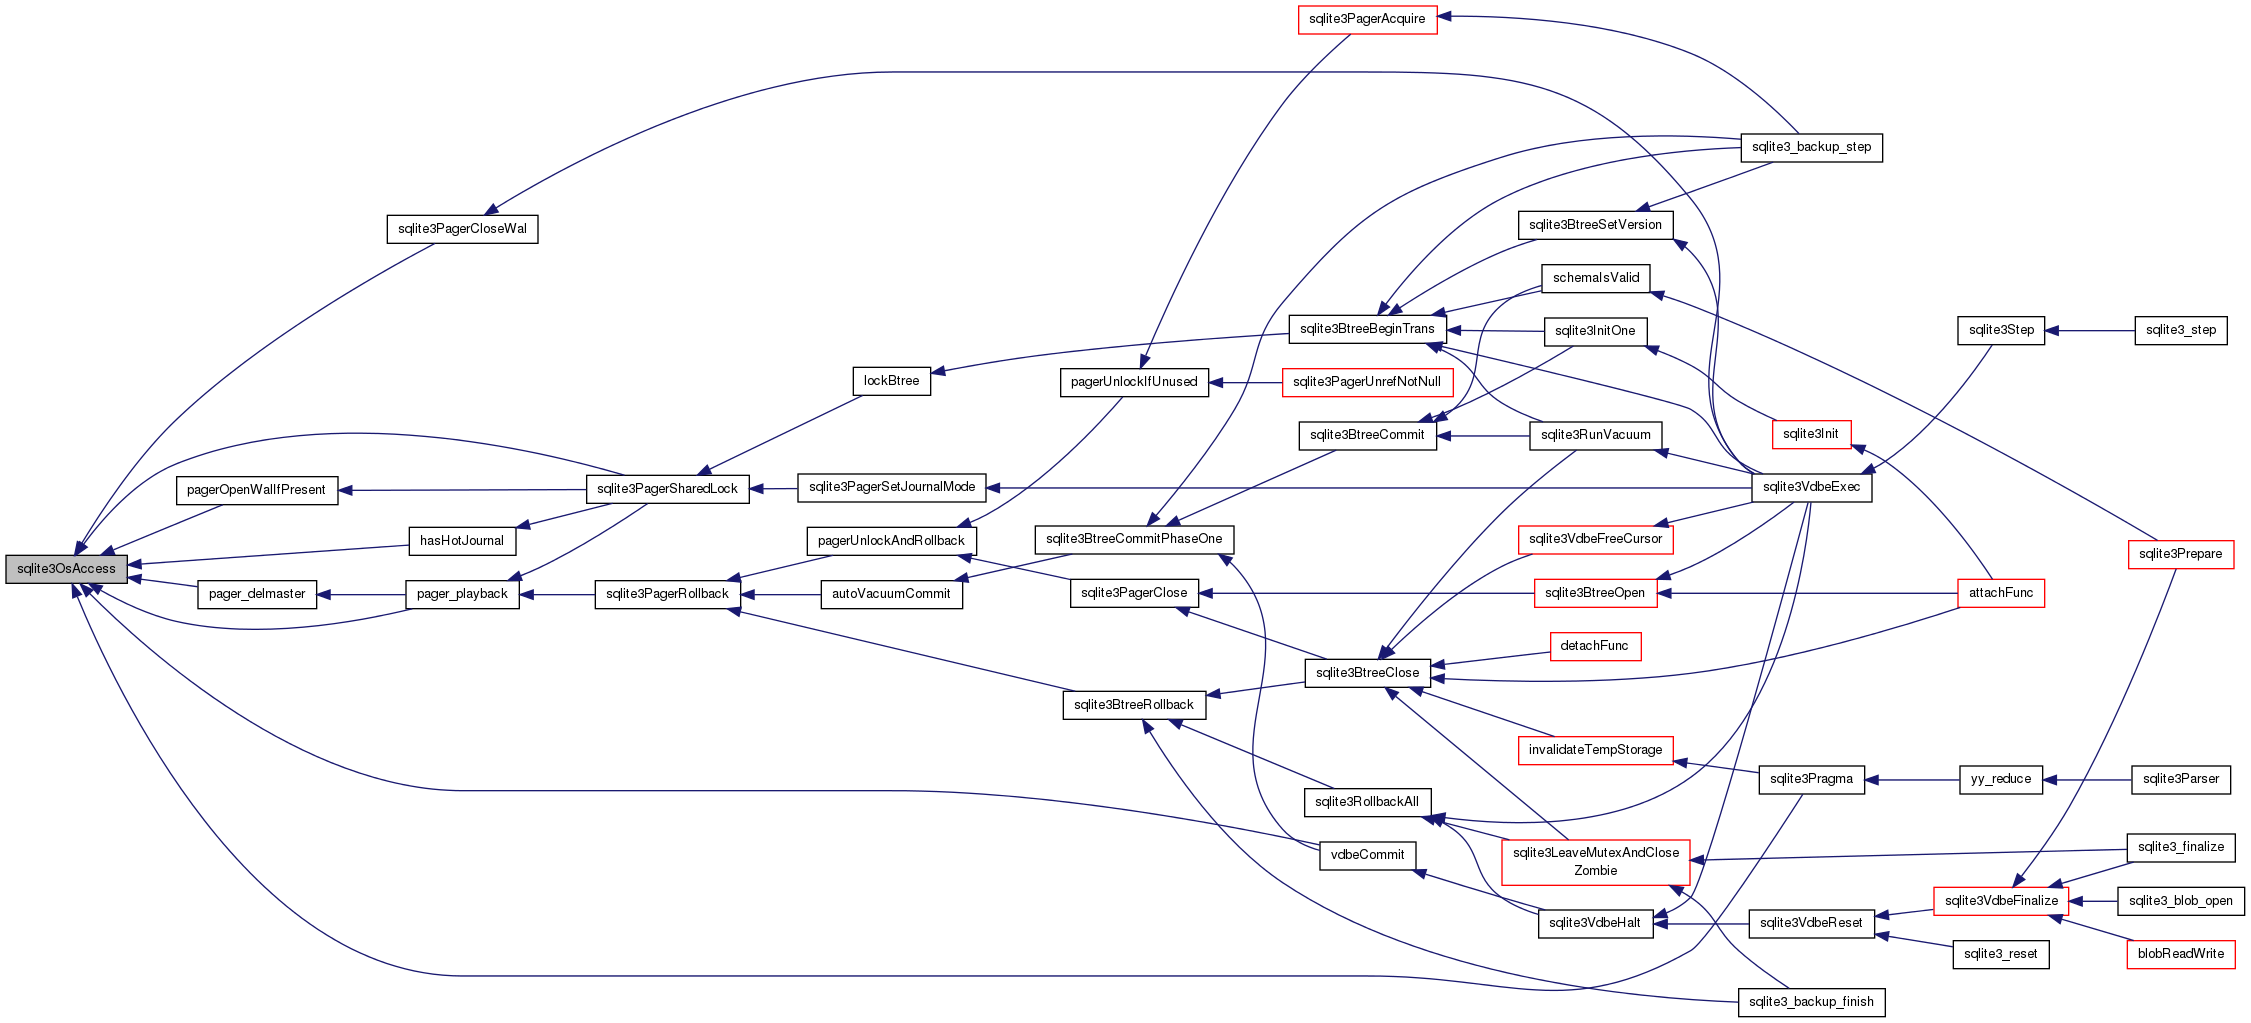 sqlite3PagerAcquire
sqlite3_backup_step
sqlite3PagerCloseWal
sqlite3BtreeSetVersion
schemaIsValid
sqlite3BtreeBeginTrans
sqlite3InitOne
sqlite3Step
sqlite3_step
lockBtree
pagerUnlockIfUnused
sqlite3PagerUnrefNotNull
sqlite3BtreeCommit
sqlite3RunVacuum
sqlite3Init
pagerOpenWalIfPresent
sqlite3PagerSharedLock
sqlite3PagerSetJournalMode
sqlite3VdbeExec
hasHotJournal
pagerUnlockAndRollback
sqlite3BtreeCommitPhaseOne
sqlite3VdbeFreeCursor
sqlite3Prepare
sqlite3OsAccess
pager_delmaster
pager_playback
sqlite3PagerRollback
autoVacuumCommit
sqlite3PagerClose
sqlite3BtreeOpen
attachFunc
detachFunc
sqlite3BtreeClose
sqlite3BtreeRollback
invalidateTempStorage
sqlite3Pragma
yy_reduce
sqlite3Parser
sqlite3RollbackAll
vdbeCommit
sqlite3LeaveMutexAndClose
Zombie
sqlite3_finalize
sqlite3VdbeHalt
sqlite3VdbeReset
sqlite3VdbeFinalize
sqlite3_blob_open
sqlite3_reset
blobReadWrite
sqlite3_backup_finish